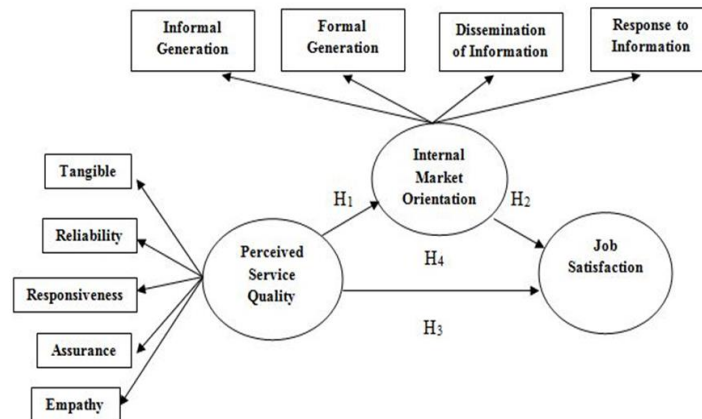 Informal
Generation
Formal
Generation
Dissemination
of Information
Response to
Information
Internal
Market
Orientation
Tangible
Reliability
Responsiveness
Assurance
Empathy
Perceived
Service
Quality
H₁
H₂
H₄
H₃
Job
Satisfaction